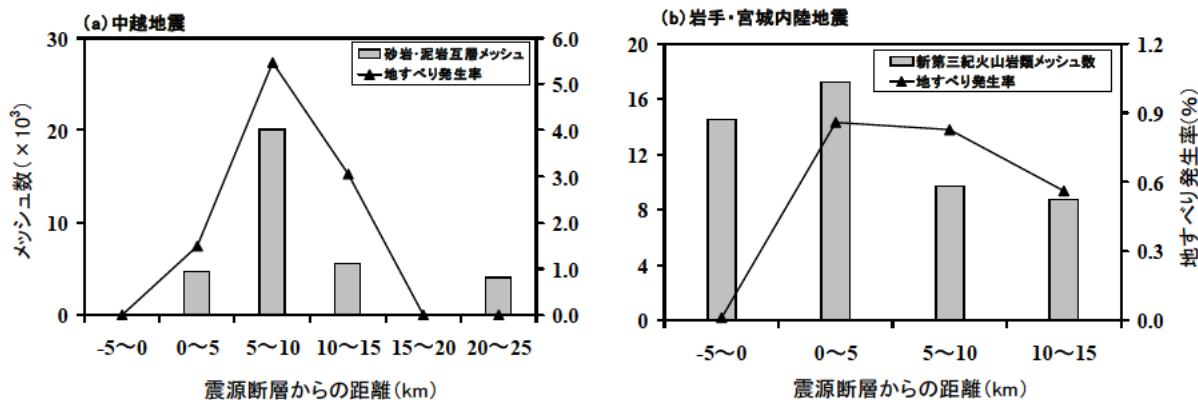 (a)中越地震
30
20
10
0
メッシュ数(×10³)
砂岩・泥岩互層メッシュ
地すべり発生率
6.0
5.0
4.0
3.0
2.0
1.0
0.0
-5～0 0～5 5～10 10～15 15～20 20～25
震源断層からの距離(km)
(b)岩手・宮城内陸地震
20
16
12
8
4
0
新第三紀火山岩類メッシュ数
地すべり発生率
1.2
0.9
0.6
0.3
0.0
地すべり発生率(%)
-5～0 0～5 5～10 10～15
震源断層からの距離(km)